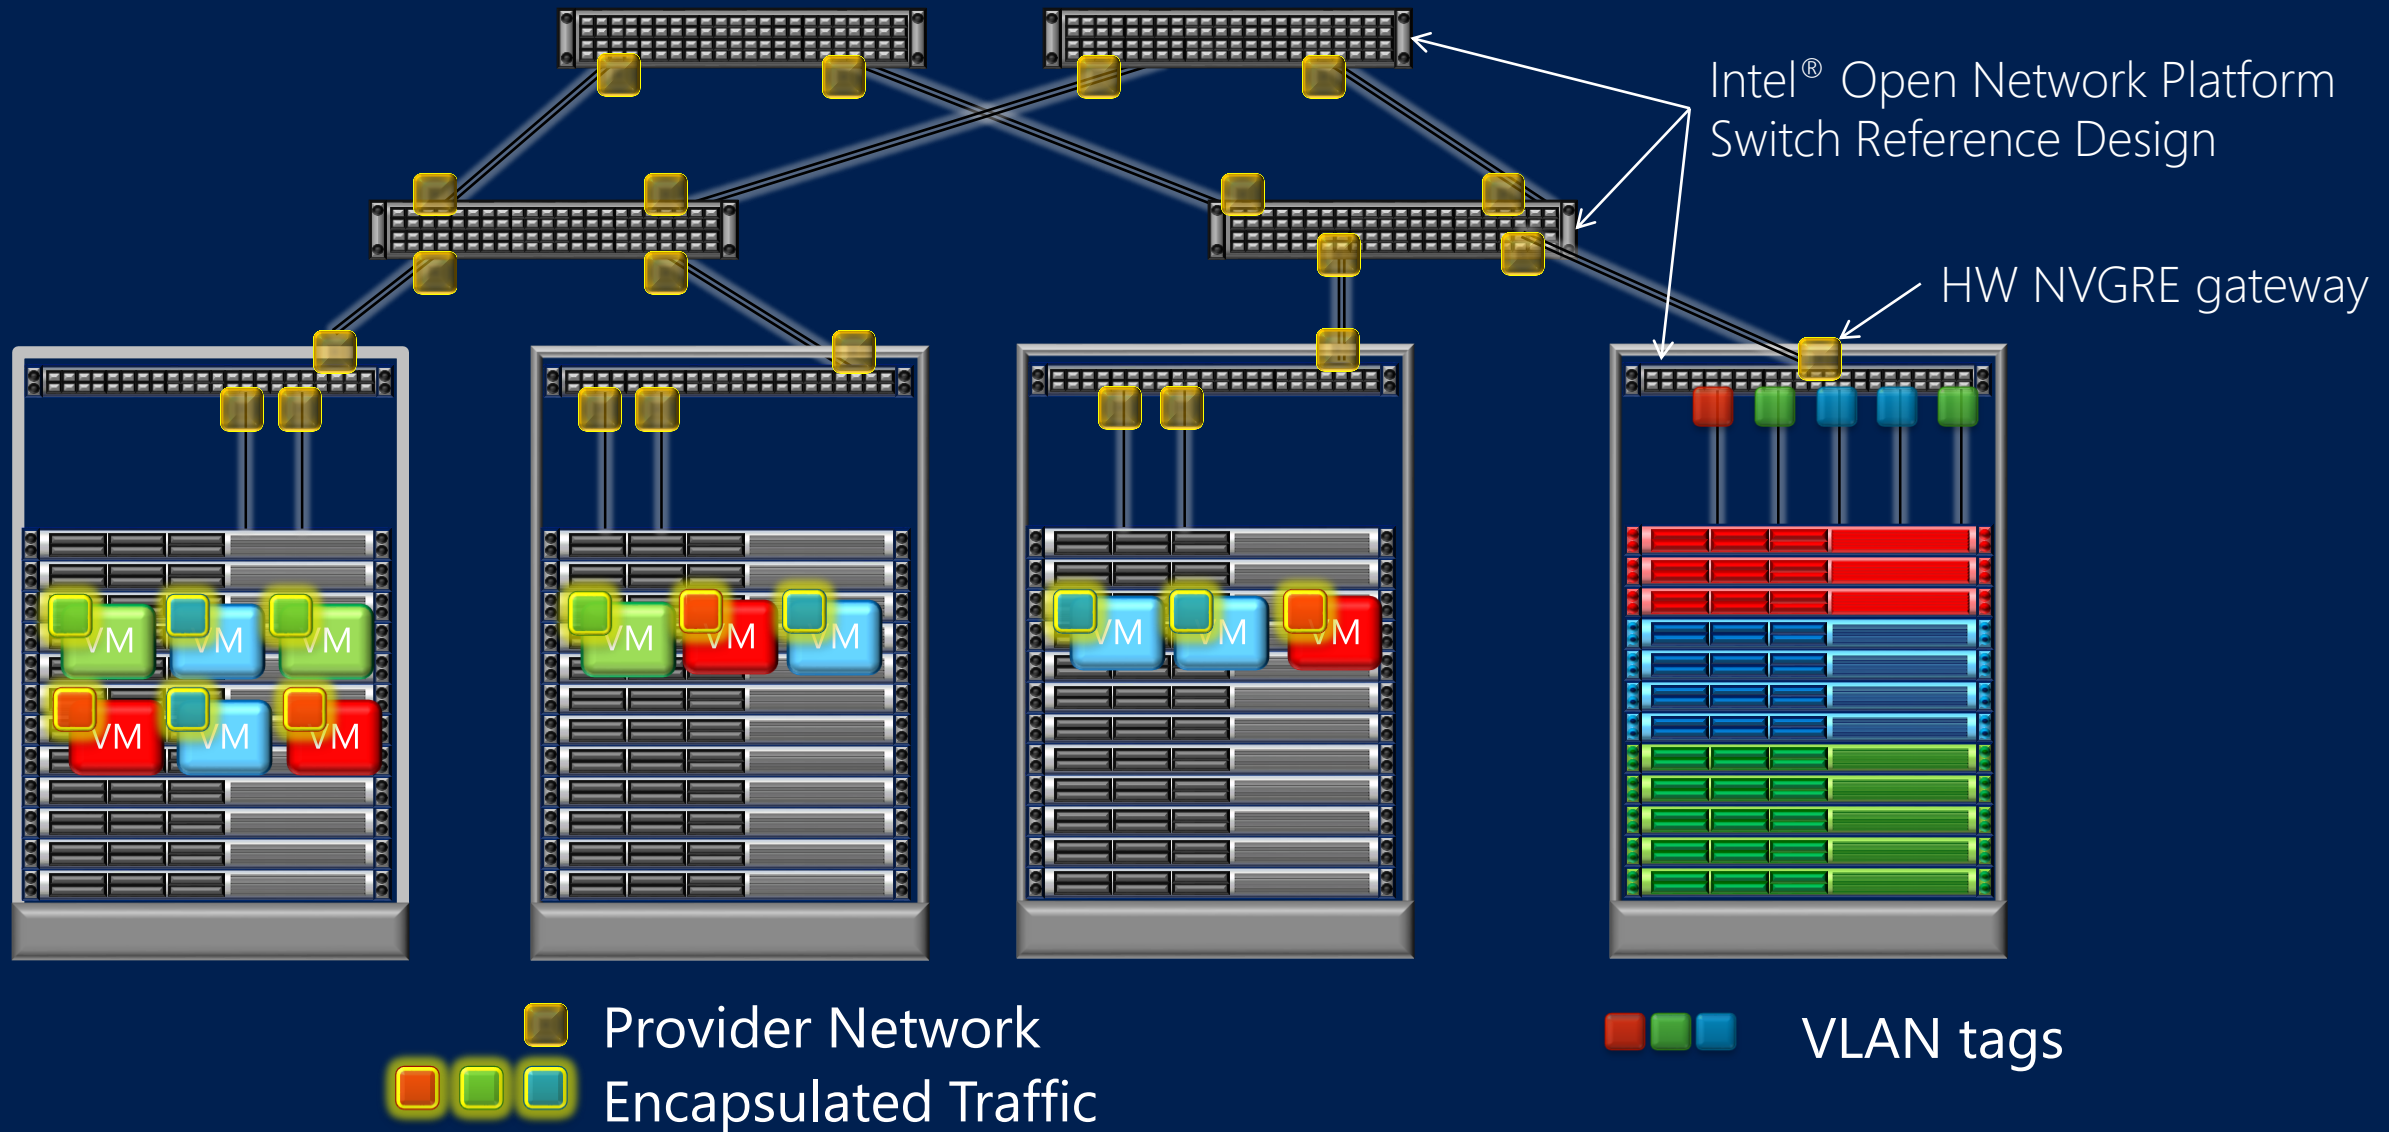 Intel® Open Network Platform
Switch Reference Design
HW NVGRE gateway
VM VM VM
VM VM VM
VM VM VM
VM VM VM
Provider Network
Encapsulated Traffic
VLAN tags